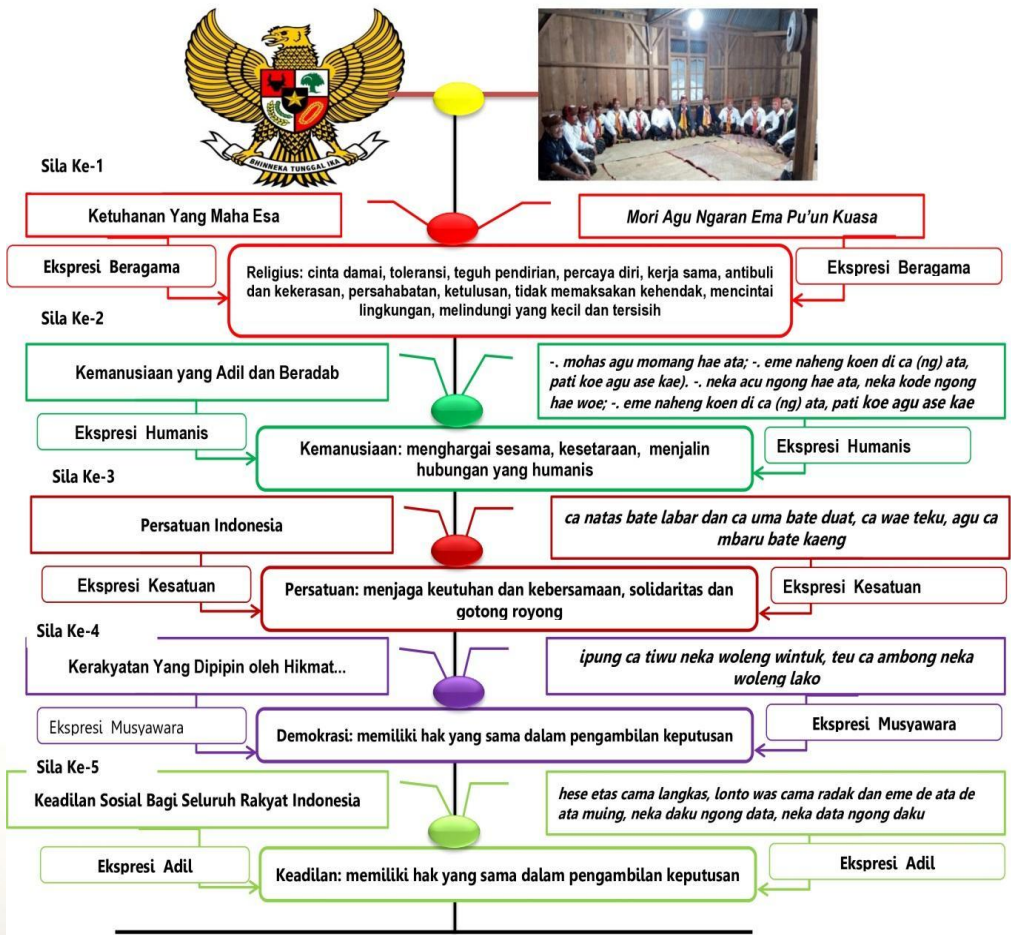 BHINNEKA TUNGGAL IKA
Sila Ke-1
Ketuhanan Yang Maha Esa
Mori Agu Ngaran Ema Pu’un Kuasa
Ekspresi Beragama
Ekspresi Beragama
Religius: cinta damai, toleransi, teguh pendirian, percaya diri, kerja sama, antibuli
dan kekerasan, persahabatan, ketulusan, tidak memaksakan kehendak, mencintai
lingkungan, melindungi yang kecil dan tersisih
Sila Ke-2
Kemanusiaan yang Adil dan Beradab
-. mohas agu momang hae ata; -. eme naheng koen di ca (ng) ata,
pati koe agu ase kae). -. neka acu ngong hae ata, neka kode ngong
hae woe; -. eme naheng koen di ca (ng) ata, pati koe agu ase kae
Ekspresi Humanis
Ekspresi Humanis
Kemanusiaan: menghargai sesama, kesetaraan, menjalin
hubungan yang humanis
Sila Ke-3
Persatuan Indonesia
ca natas bate labar dan ca uma bate duat, ca wae teku, agu ca
mbaru bate kaeng
Ekspresi Kesatuan
Ekspresi Kesatuan
Persatuan: menjaga keutuhan dan kebersamaan, solidaritas dan
gotong royong
Sila Ke-4
Kerakyatan Yang Dipipin oleh Hikmat...
ipung ca tiwu neka woleng wintuk, teu ca ambong neka
woleng lako
Ekspresi Musyawara
Ekspresi Musyawara
Demokrasi: memiliki hak yang sama dalam pengambilan keputusan
Sila Ke-5
Keadilan Sosial Bagi Seluruh Rakyat Indonesia
hese etas cama langkas, lonto was cama radak dan eme de ata de
ata muing, neka daku ngong data, neka data ngong daku
Ekspresi Adil
Ekspresi Adil
Keadilan: memiliki hak yang sama dalam pengambilan keputusan